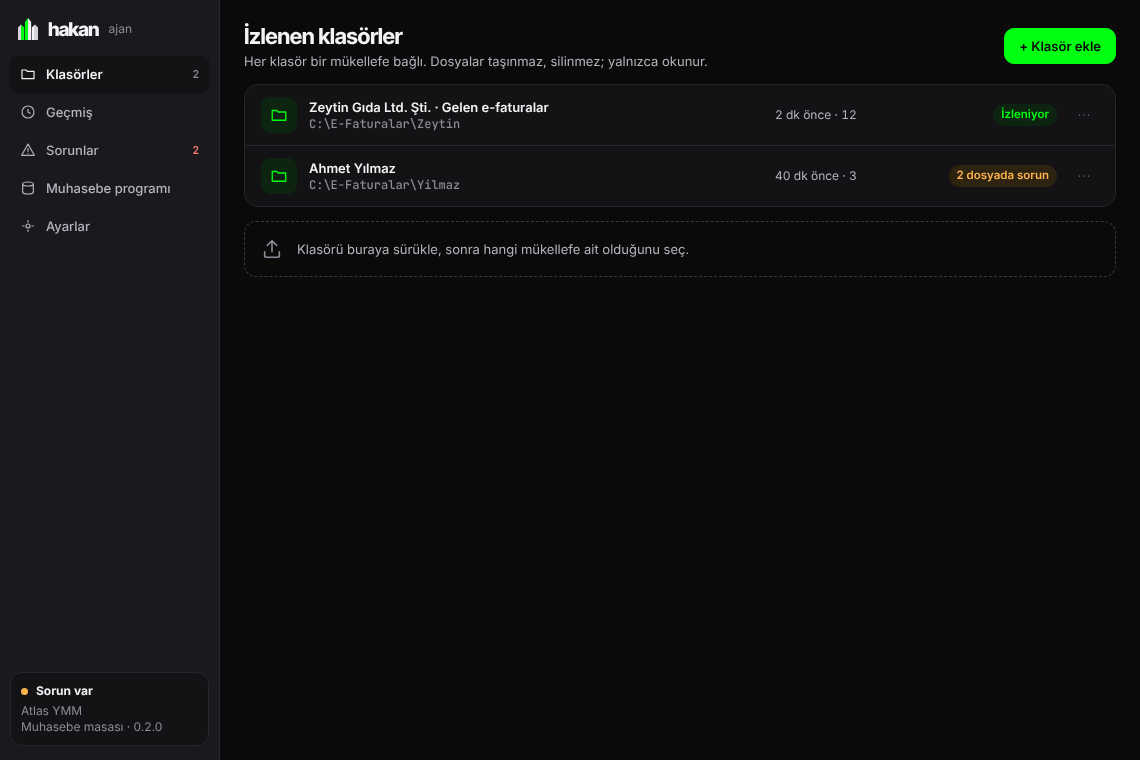 hakan ajan
Klasörler 2
Geçmiş
Sorunlar 2
Muhasebe programı
Ayarlar
Sorun var
Atlas YMM
Muhasebe masası · 0.2.0
İzlenen klasörler
Her klasör bir mükellefe bağlı. Dosyalar taşınmaz, silinmez; yalnızca okunur.
+ Klasör ekle
Zeytin Gıda Ltd. Şti. · Gelen e-faturalar
C:\E-Faturalar\Zeytin
2 dk önce · 12
İzleniyor
···
Ahmet Yılmaz
C:\E-Faturalar\Yilmaz
40 dk önce · 3
2 dosyada sorun
···
Klasörü buraya sürükle, sonra hangi mükellefe ait olduğunu seç.